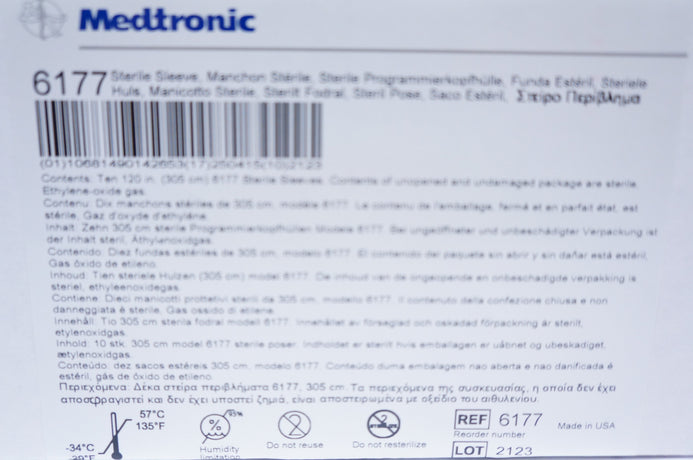 Medtronic
6177 Sterile Sleeve, Manchon Stérile, Sterile Programmierkopfhülle, Funda Estéril, Steriele
Huls, Manicotto Sterile, Sterilt Fodral, Steril Pose, Saco Estéril, Στείρο Περίβλημα
(01)10681490142653(17)250415(10)2123
Contents: Ten 120 in. (305 cm) 6177 Sterile Sleeves. Contents of unopened and undamaged package are sterile.
Ethylene-oxide gas.
Contenu: Dix manchons stériles de 305 cm, modèle 6177. Le contenu de l'emballage, fermé et en parfait état, est
stérile, Gaz d'oxyde d'ethylène.
Inhalt: Zehn 305 cm sterile Programmierkopfhüllen Modell 6177. Bei ungeöffneter und unbeschädigter Verpackung ist
der Inhalt steril, Äthylenoxidgas.
Contenido: Diez fundas estériles de 305 cm, modelo 6177. El contenido del paquete sin abrir y sin dañar está estéril,
Gas óxido de etileno.
Inhoud: Tien steriele Hulzen (305 cm) model 6177. De inhoud van de ongeopende en onbeschadigde verpakking is
steriel, ethyleenoxidegas.
Contiene: Dieci manicotti protettivi sterili da 305 cm, modello 6177. Il contenuto della confezione chiusa e non
danneggiata è sterile, Gas ossido di etilene.
Innehåll: Tio 305 cm sterila fodral modell 6177. Innehållet av förseglad och oskadad förpackning är sterilt,
etylenoxidgas.
Inhold: 10 stk. 305 cm model 6177 sterile poser. Indholdet er sterilt hvis emballagen er uåbnet og ubeskadiget,
ætylenoxidgas.
Conteúdo: dez sacos estéreis 305 cm, modelo 6177. Conteúdo duma embalagem nao aberta e nao danificada é
estéril, gás de óxido de etileno.
Περιεχόμενα: Δέκα στείρα περιβλήματα 6177, 305 cm. Τα περιεχόμενα της συσκευασίας, η οποία δεν έχει
αποσφραγιστεί και δεν έχει υποστεί ζημιά, είναι αποστειρωμένα με οξείδιο του αιθυλενίου.
57°C
135°F
-34°C
-30°F
% 95%
Humidity
limitation
2
Do not reuse
2
Do not resterilize
REF 6177
Reorder number
Made in USA
LOT 2123